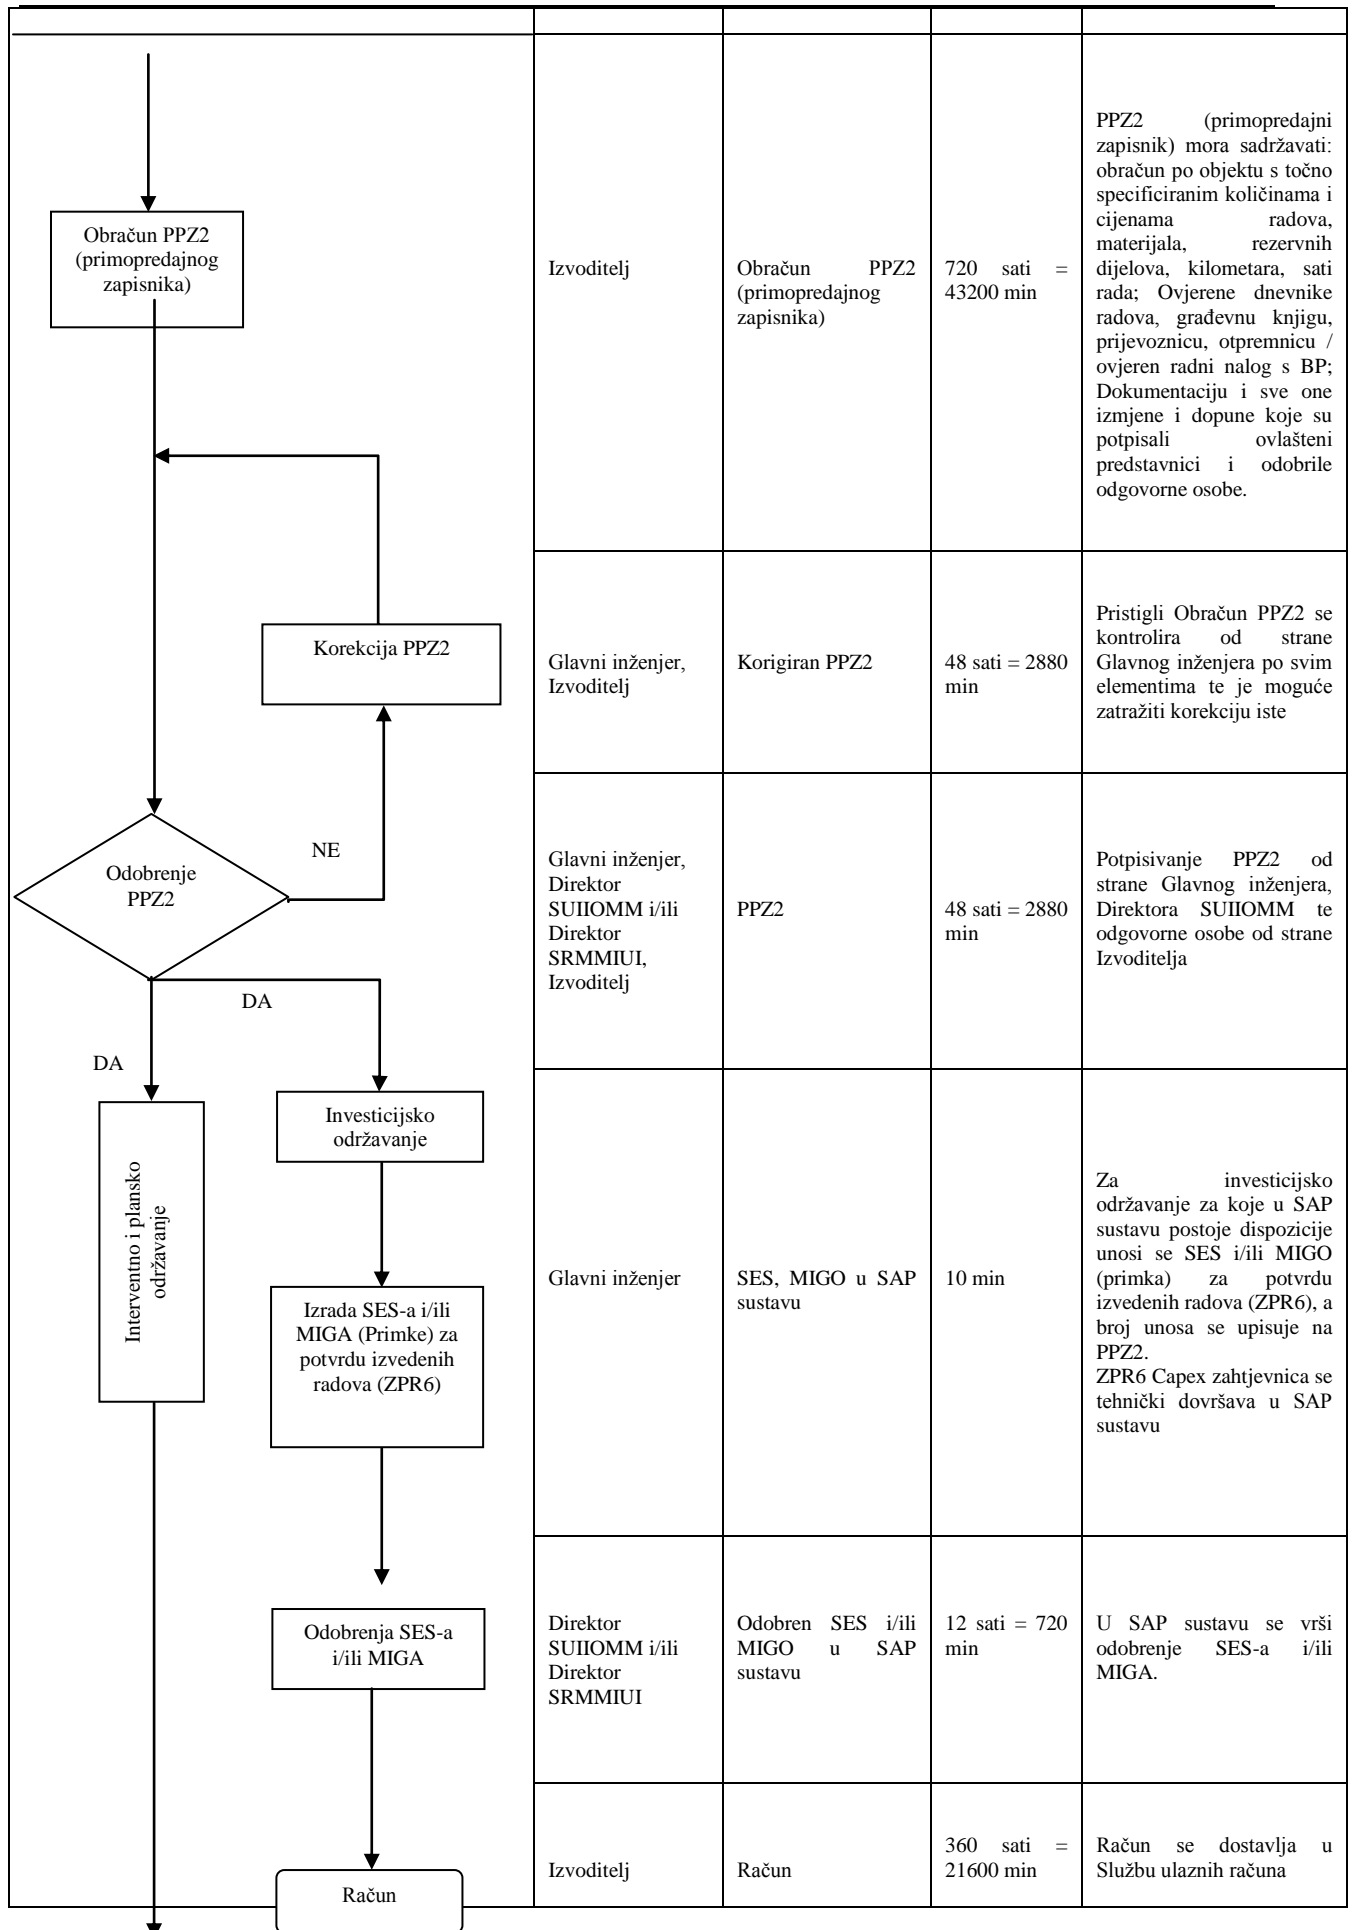 Obračun PPZ2
(primopredajnog
zapisnika)
Izvoditelj
Obračun PPZ2
(primopredajnog
zapisnika)
720 sati =
43200 min
PPZ2 (primopredajni
zapisnik) mora sadržavati:
obračun po objektu s točno
specificiranim količinama i
cijenama radova,
materijala, rezervnih
dijelova, kilometara, sati
rada; Ovjerene dnevnike
radova, građevnu knjigu,
prijevoznicu, otpremnicu /
ovjeren radni nalog s BP;
Dokumentaciju i sve one
izmjene i dopune koje su
potpisali ovlašteni
predstavnici i odobrile
odgovorne osobe.
Korekcija PPZ2
Glavni inženjer,
Izvoditelj
Korigiran PPZ2
48 sati = 2880
min
Pristigli Obračun PPZ2 se
kontrolira od strane
Glavnog inženjera po svim
elementima te je moguće
zatražiti korekciju iste
Odobrenje
PPZ2
NE
DA
DA
Glavni inženjer,
Direktor
SUIIOMM i/ili
Direktor
SRMMIUI,
Izvoditelj
PPZ2
48 sati = 2880
min
Potpisivanje PPZ2 od
strane Glavnog inženjera,
Direktora SUIIOMM te
odgovorne osobe od strane
Izvoditelja
Interventno i plansko
održavanje
Investicijsko
održavanje
Izrada SES-a i/ili
MIGA (Primke) za
potvrdu izvedenih
radova (ZPR6)
Glavni inženjer
SES, MIGO u SAP
sustavu
10 min
Za investicijsko
održavanje za koje u SAP
sustavu postoje dispozicije
unosi se SES i/ili MIGO
(primka) za potvrdu
izvedenih radova (ZPR6), a
broj unosa se upisuje na
PPZ2.
ZPR6 Capex zahtjevnica se
tehnički dovršava u SAP
sustavu
Odobrenja SES-a
i/ili MIGA
Direktor
SUIIOMM i/ili
Direktor
SRMMIUI
Odobren SES i/ili
MIGO u SAP
sustavu
12 sati = 720
min
U SAP sustavu se vrši
odobrenje SES-a i/ili
MIGA.
Račun
Izvoditelj
Račun
360 sati =
21600 min
Račun se dostavlja u
Službu ulaznih računa